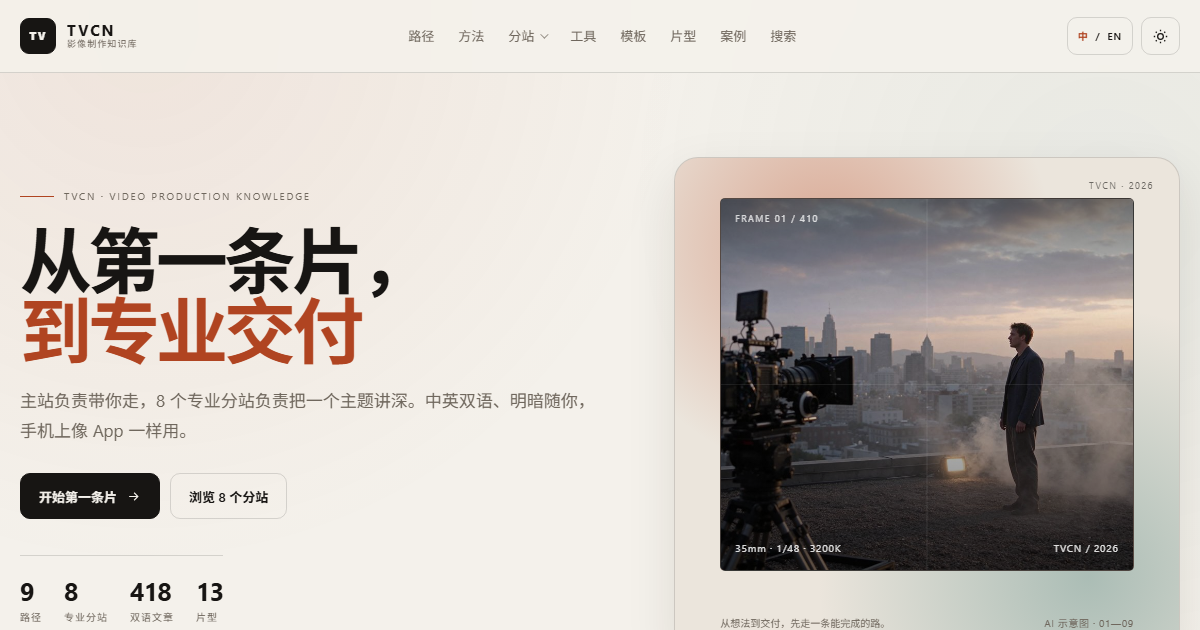 TV
TVCN
影像制作知识库
路径 方法 分站 工具 模板 片型 案例 搜索
中 / EN
TVCN · VIDEO PRODUCTION KNOWLEDGE
从第一条片，
到专业交付
主站负责带你走，8 个专业分站负责把一个主题讲深。中英双语、明暗随你，
手机上像 App 一样用。
开始第一条片 →
浏览 8 个分站
9 8 418 13
路径 专业分站 双语文章 片型
TVCN · 2026
FRAME 01 / 410
35mm · 1/48 · 3200K
TVCN / 2026
从想法到交付，先走一条能完成的路。
AI 示意图 · 01—09